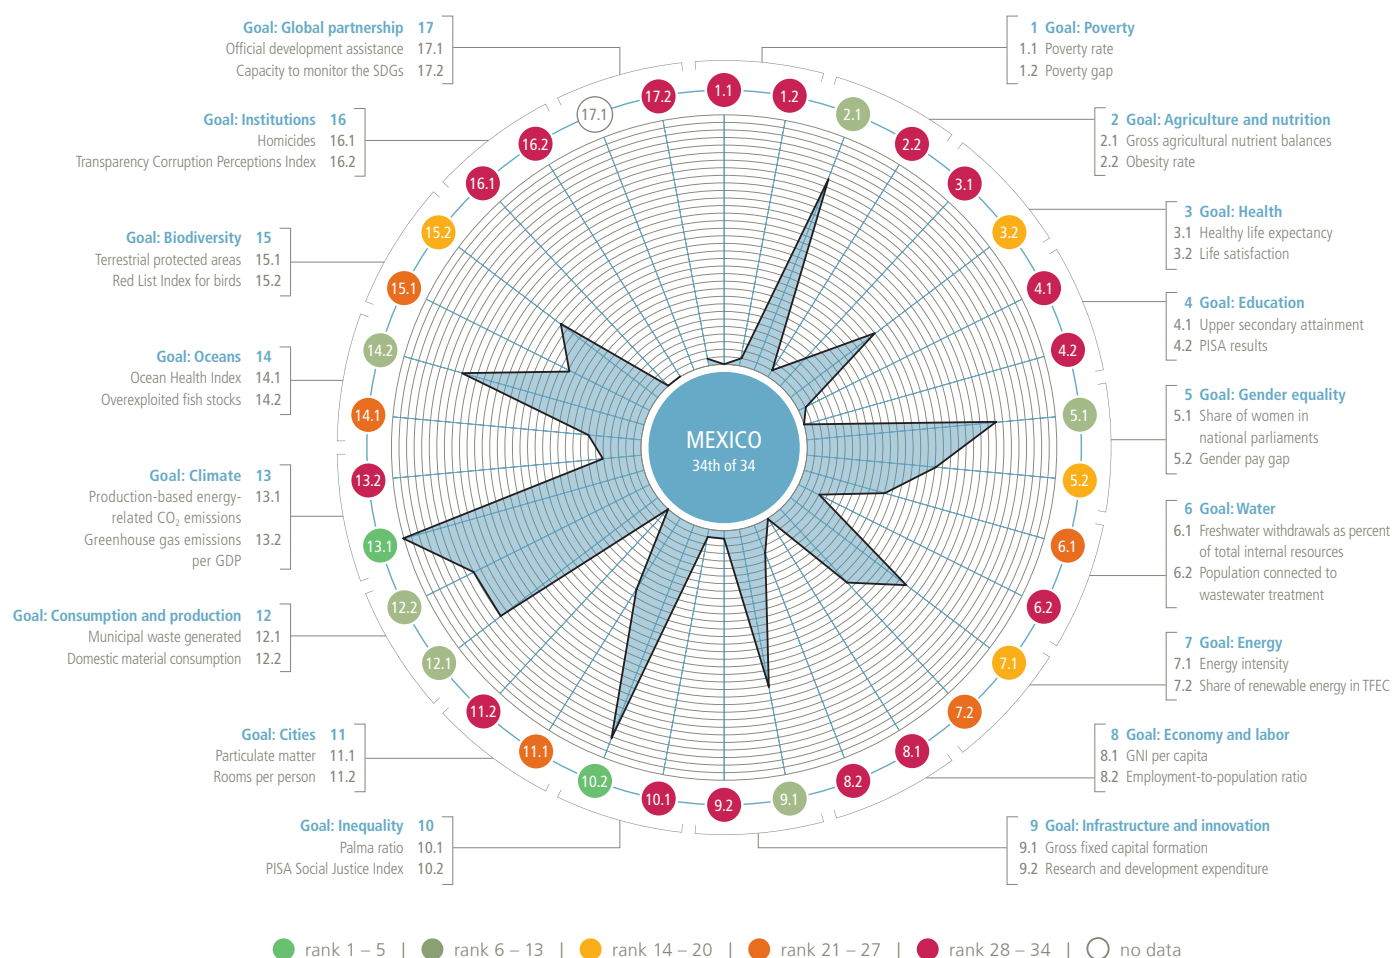 Goal: Global partnership 17
Official development assistance 17.1
Capacity to monitor the SDGs 17.2
Goal: Institutions 16
Homicides 16.1
Transparency Corruption Perceptions Index 16.2
Goal: Biodiversity 15
Terrestrial protected areas 15.1
Red List Index for birds 15.2
Goal: Oceans 14
Ocean Health Index 14.1
Overexploited fish stocks 14.2
Goal: Climate 13
Production-based energy- 13.1
related CO₂ emissions
Greenhouse gas emissions 13.2
per GDP
Goal: Consumption and production 12
Municipal waste generated 12.1
Domestic material consumption 12.2
Goal: Cities 11
Particulate matter 11.1
Rooms per person 11.2
Goal: Inequality 10
Palma ratio 10.1
PISA Social Justice Index 10.2
1 Goal: Poverty
1.1 Poverty rate
1.2 Poverty gap
2 Goal: Agriculture and nutrition
2.1 Gross agricultural nutrient balances
2.2 Obesity rate
3 Goal: Health
3.1 Healthy life expectancy
3.2 Life satisfaction
4 Goal: Education
4.1 Upper secondary attainment
4.2 PISA results
5 Goal: Gender equality
5.1 Share of women in
national parliaments
5.2 Gender pay gap
6 Goal: Water
6.1 Freshwater withdrawals as percent
of total internal resources
6.2 Population connected to
wastewater treatment
7 Goal: Energy
7.1 Energy intensity
7.2 Share of renewable energy in TFEC
8 Goal: Economy and labor
8.1 GNI per capita
8.2 Employment-to-population ratio
9 Goal: Infrastructure and innovation
9.1 Gross fixed capital formation
9.2 Research and development expenditure
1.1
1.2
2.1
2.2
3.1
3.2
4.1
4.2
5.1
5.2
6.1
6.2
7.1
7.2
8.1
8.2
9.1
9.2
10.1
10.2
11.1
11.2
12.1
12.2
13.1
13.2
14.1
14.2
15.1
15.2
16.1
16.2
17.1
17.2
MEXICO
34th of 34
rank 1 – 5 | rank 6 – 13 | rank 14 – 20 | rank 21 – 27 | rank 28 – 34 | no data